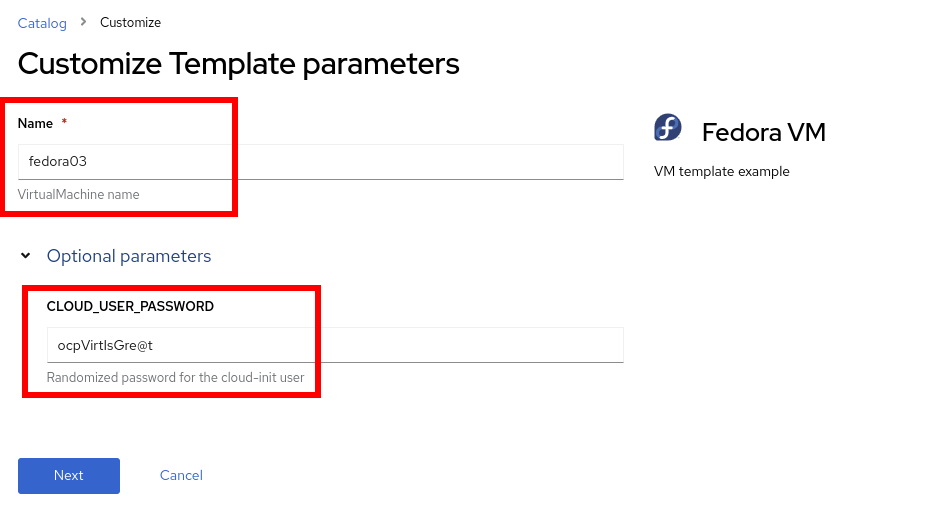 Catalog > Customize
Customize Template parameters
Name *
fedora03
VirtualMachine name
Fedora VM
VM template example
Optional parameters
CLOUD_USER_PASSWORD
ocpVirtIsGre@t
Randomized password for the cloud-init user
Next Cancel